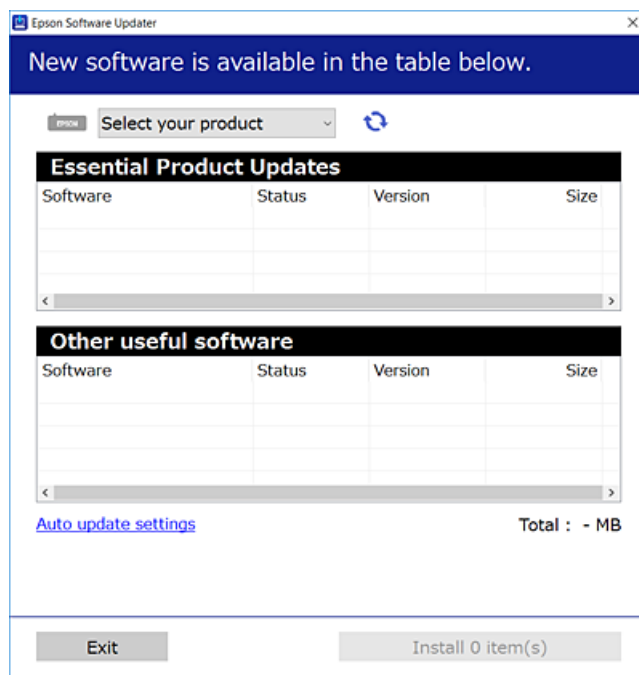 Epson Software Updater
New software is available in the table below.
EPSON Select your product
Essential Product Updates
Software Status Version Size
Other useful software
Software Status Version Size
Auto update settings Total : - MB
Exit Install 0 item(s)